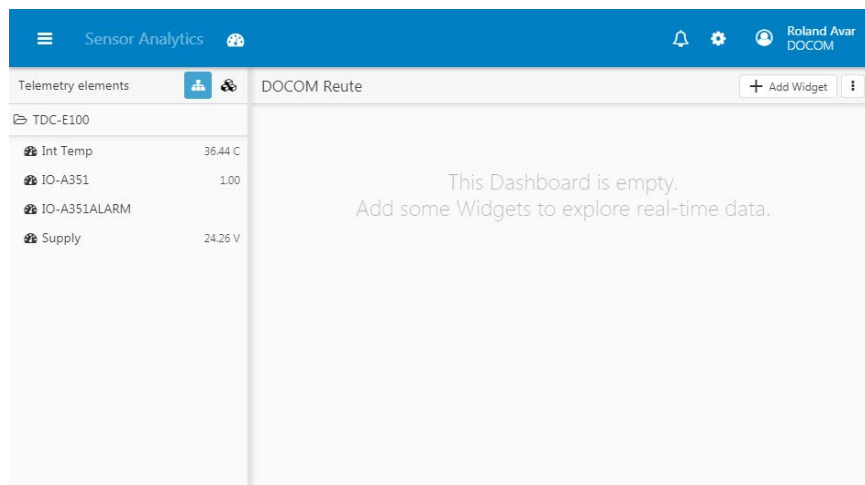 Sensor Analytics
Roland Avar
DOCOM
Telemetry elements
DOCOM Reute
Add Widget
TDC-E100
Int Temp 36.44 C
IO-A351 1.00
IO-A351ALARM
Supply 24.26 V
This Dashboard is empty.
Add some Widgets to explore real-time data.